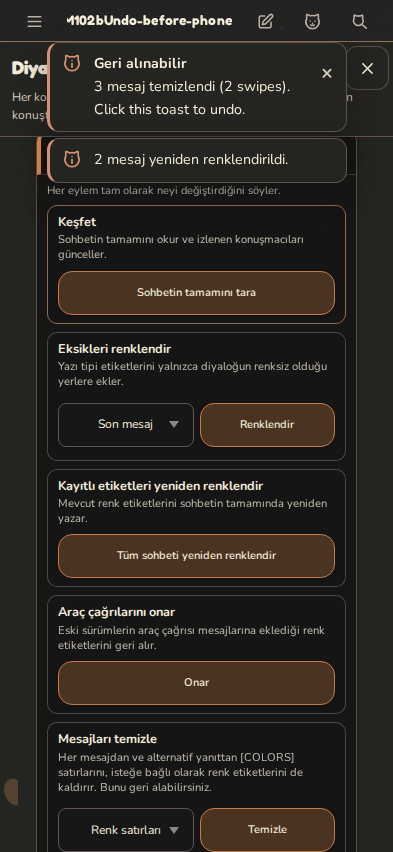 M102bUndo-before-phone
Geri alınabilir
3 mesaj temizlendi (2 swipes).
Click this toast to undo.
2 mesaj yeniden renklendirildi.
Her eylem tam olarak neyi değiştirdiğini söyler.
Keşfet
Sohbetin tamamını okur ve izlenen konuşmacıları
günceller.
Sohbetin tamamını tara
Eksikleri renklendir
Yazı tipi etiketlerini yalnızca diyaloğun renksiz olduğu
yerlere ekler.
Son mesaj
Renklendir
Kayıtlı etiketleri yeniden renklendir
Mevcut renk etiketlerini sohbetin tamamında yeniden
yazar.
Tüm sohbeti yeniden renklendir
Araç çağrılarını onar
Eski sürümlerin araç çağrısı mesajlarına eklediği renk
etiketlerini geri alır.
Onar
Mesajları temizle
Her mesajdan ve alternatif yanıttan [COLORS]
satırlarını, isteğe bağlı olarak renk etiketlerini de
kaldırır. Bunu geri alabilirsiniz.
Renk satırları
Temizle